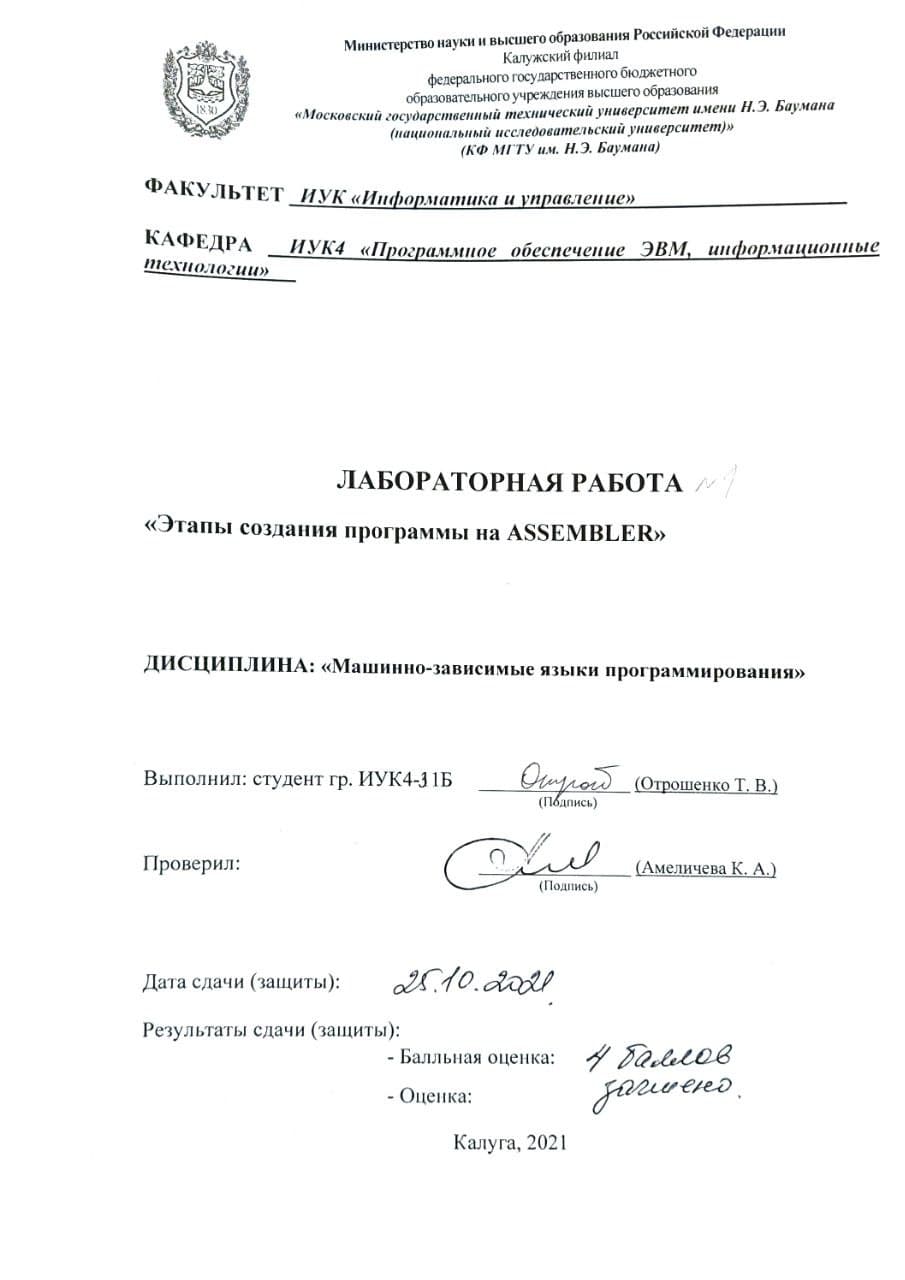 Министерство науки и высшего образования Российской Федерации
Калужский филиал
федерального государственного бюджетного
образовательного учреждения высшего образования
«Московский государственный технический университет имени Н.Э. Баумана
(национальный исследовательский университет)»
(КФ МГТУ им. Н.Э. Баумана)
1830
ФАКУЛЬТЕТ ИУК «Информатика и управление»
КАФЕДРА ИУК4 «Программное обеспечение ЭВМ, информационные
технологии»
ЛАБОРАТОРНАЯ РАБОТА №1
«Этапы создания программы на ASSEMBLER»
ДИСЦИПЛИНА: «Машинно-зависимые языки программирования»
Выполнил: студент гр. ИУК4-31Б (Отрошенко Т. В.)
(Подпись)
Проверил: (Амеличева К. А.)
(Подпись)
Дата сдачи (защиты): 25.10.2021
Результаты сдачи (защиты):
- Балльная оценка: 4 баллов
- Оценка: зачтено.
Калуга, 2021